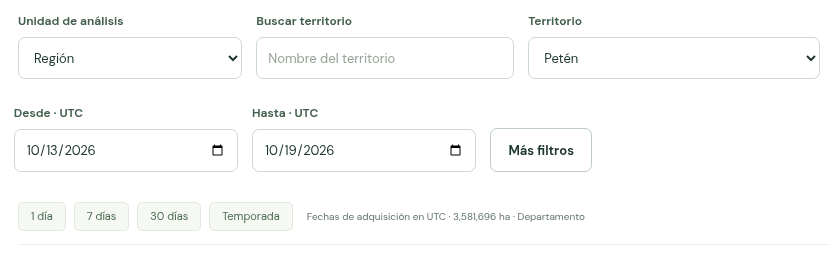 Unidad de análisis Buscar territorio Territorio
Región Nombre del territorio Petén
Desde · UTC Hasta · UTC
10/13/2026 10/19/2026 Más filtros
1 día 7 días 30 días Temporada Fechas de adquisición en UTC · 3,581,696 ha · Departamento